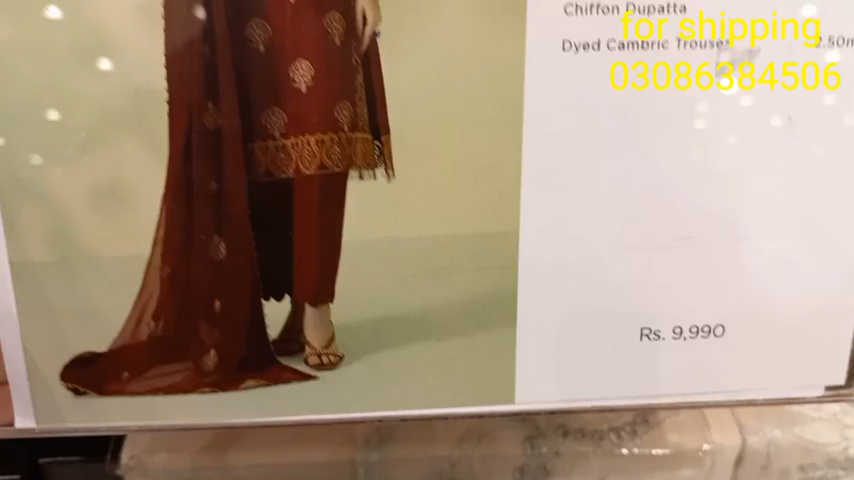 Chiffon Dupatta
for shipping
Dyed Cambric Trouser 2.50m
03086384506
Rs. 9,990